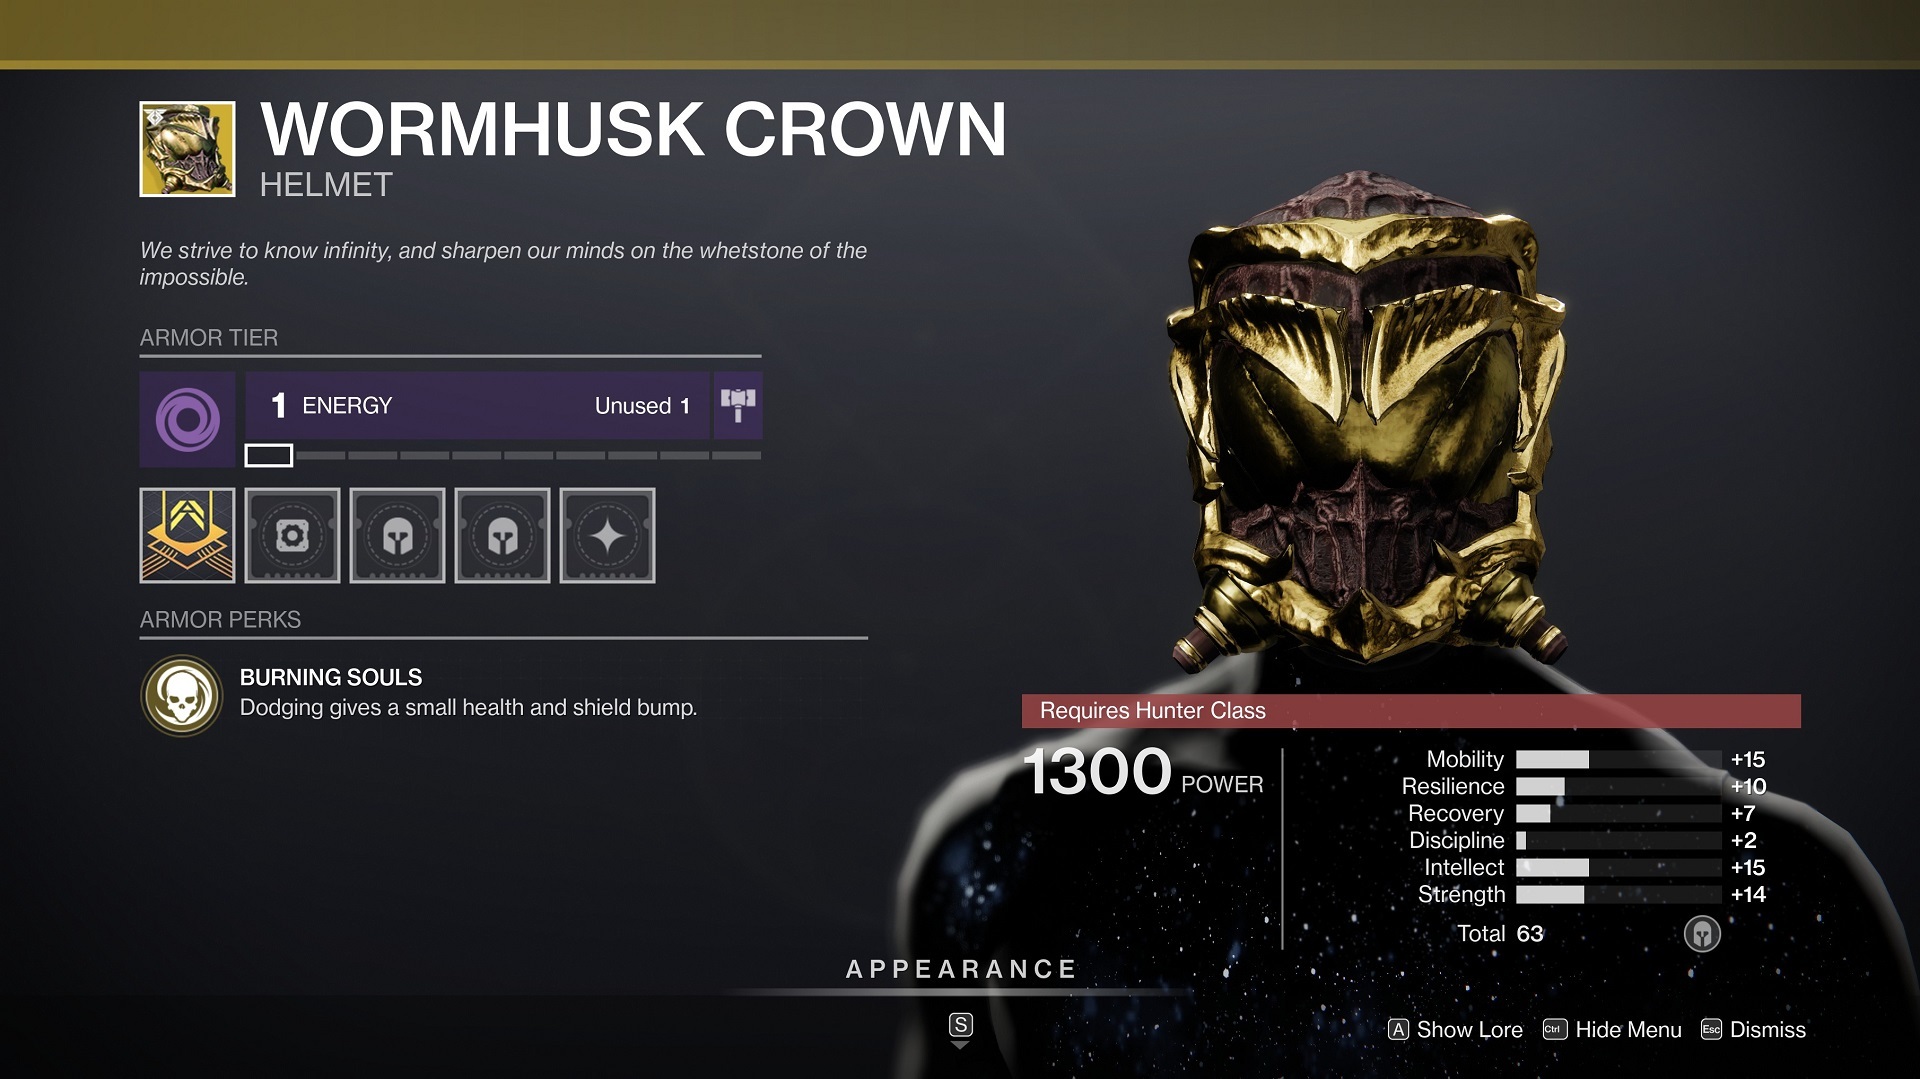 WORMHUSK CROWN
HELMET
We strive to know infinity, and sharpen our minds on the whetstone of the
impossible.
ARMOR TIER
1 ENERGY Unused 1
ARMOR PERKS
BURNING SOULS
Dodging gives a small health and shield bump.
Requires Hunter Class
1300 POWER
Mobility +15
Resilience +10
Recovery +7
Discipline +2
Intellect +15
Strength +14
Total 63
APPEARANCE
S
A Show Lore Ctrl Hide Menu Esc Dismiss